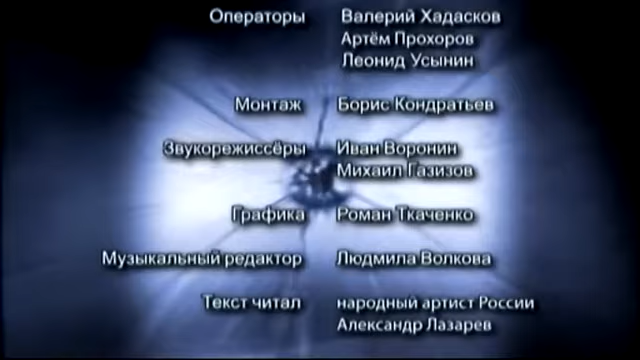 Операторы Валерий Хадасков
Артём Прохоров
Леонид Усынин
Монтаж Борис Кондратьев
Звукорежиссёры Иван Воронин
Михаил Газизов
Графика Роман Ткаченко
Музыкальный редактор Людмила Волкова
Текст читал народный артист России
Александр Лазарев